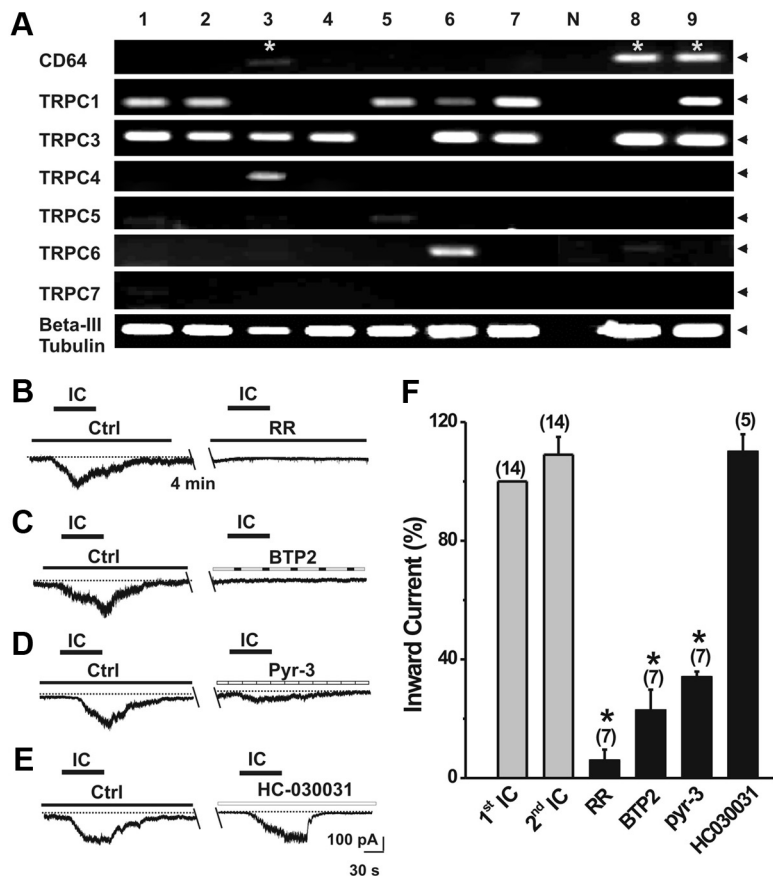 A
1 2 3 4 5 6 7 N 8 9
CD64
* * *
TRPC1
TRPC3
TRPC4
TRPC5
TRPC6
TRPC7
Beta-III
Tubulin
B
IC IC
Ctrl RR
4 min
C
IC IC
Ctrl BTP2
D
IC IC
Ctrl Pyr-3
E
IC IC
Ctrl HC-030031
100 pA
30 s
F
Inward Current (%)
120
80
40
0
(14)
(14)
*
(7)
*
(7)
*
(7)
(5)
1st IC
2nd IC
RR
BTP2
pyr-3
HC030031